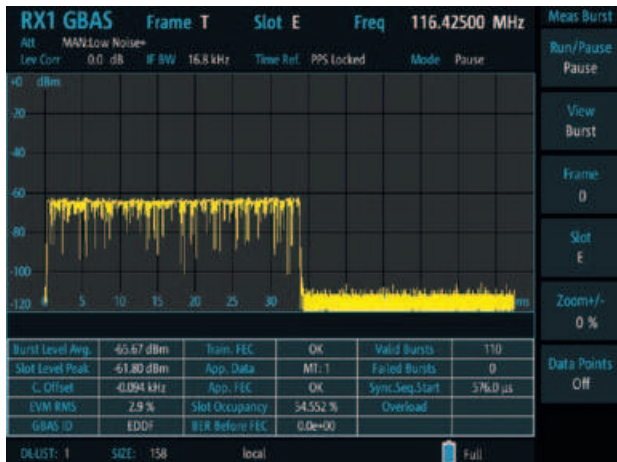 RX1 GBAS Frame T Slot E Freq 116.42500 MHz
Att MAN:Low Noise+
Lev Corr 0.0 dB IF BW 16.8 kHz Time Ref. PPS Locked Mode Pause
+0 dBm
-20
-40
-60
-80
-100
-120 0 5 10 15 20 25 30 ms
Burst Level Avg. -65.67 dBm Train. FEC OK Valid Bursts 110
Slot Level Peak -61.80 dBm App. Data MT: 1 Failed Bursts 0
C. Offset -0.094 kHz App. FEC OK Sync.Seq.Start 576.0 µs
EVM RMS 2.9 % Slot Occupancy 54.552 % Overload
GBAS ID EDDF BER Before FEC 0.0e+00
DL-LIST: 1 SIZE: 158 local Full
Meas Burst
Run/Pause
Pause
View
Burst
Frame
0
Slot
E
Zoom+/-
0 %
Data Points
Off